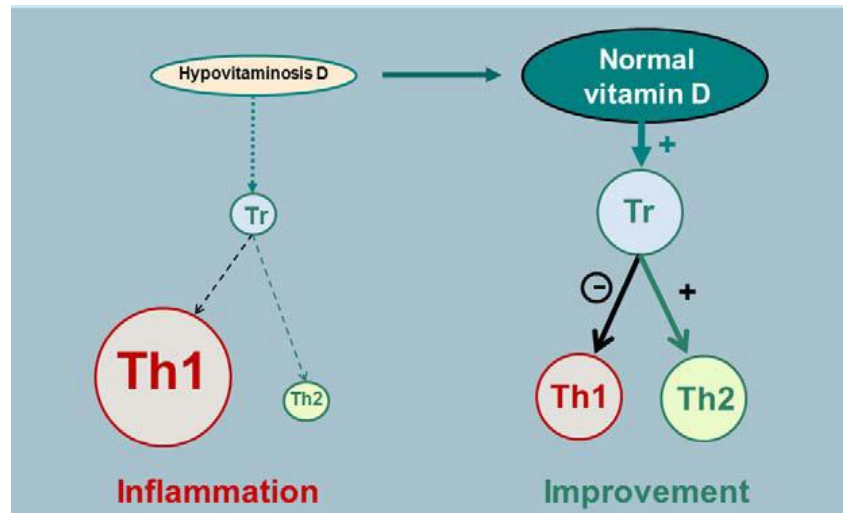 Hypovitaminosis D
Normal
vitamin D
+
Tr
Tr
-
+
Th1
Th2
Th1
Th2
Inflammation
Improvement